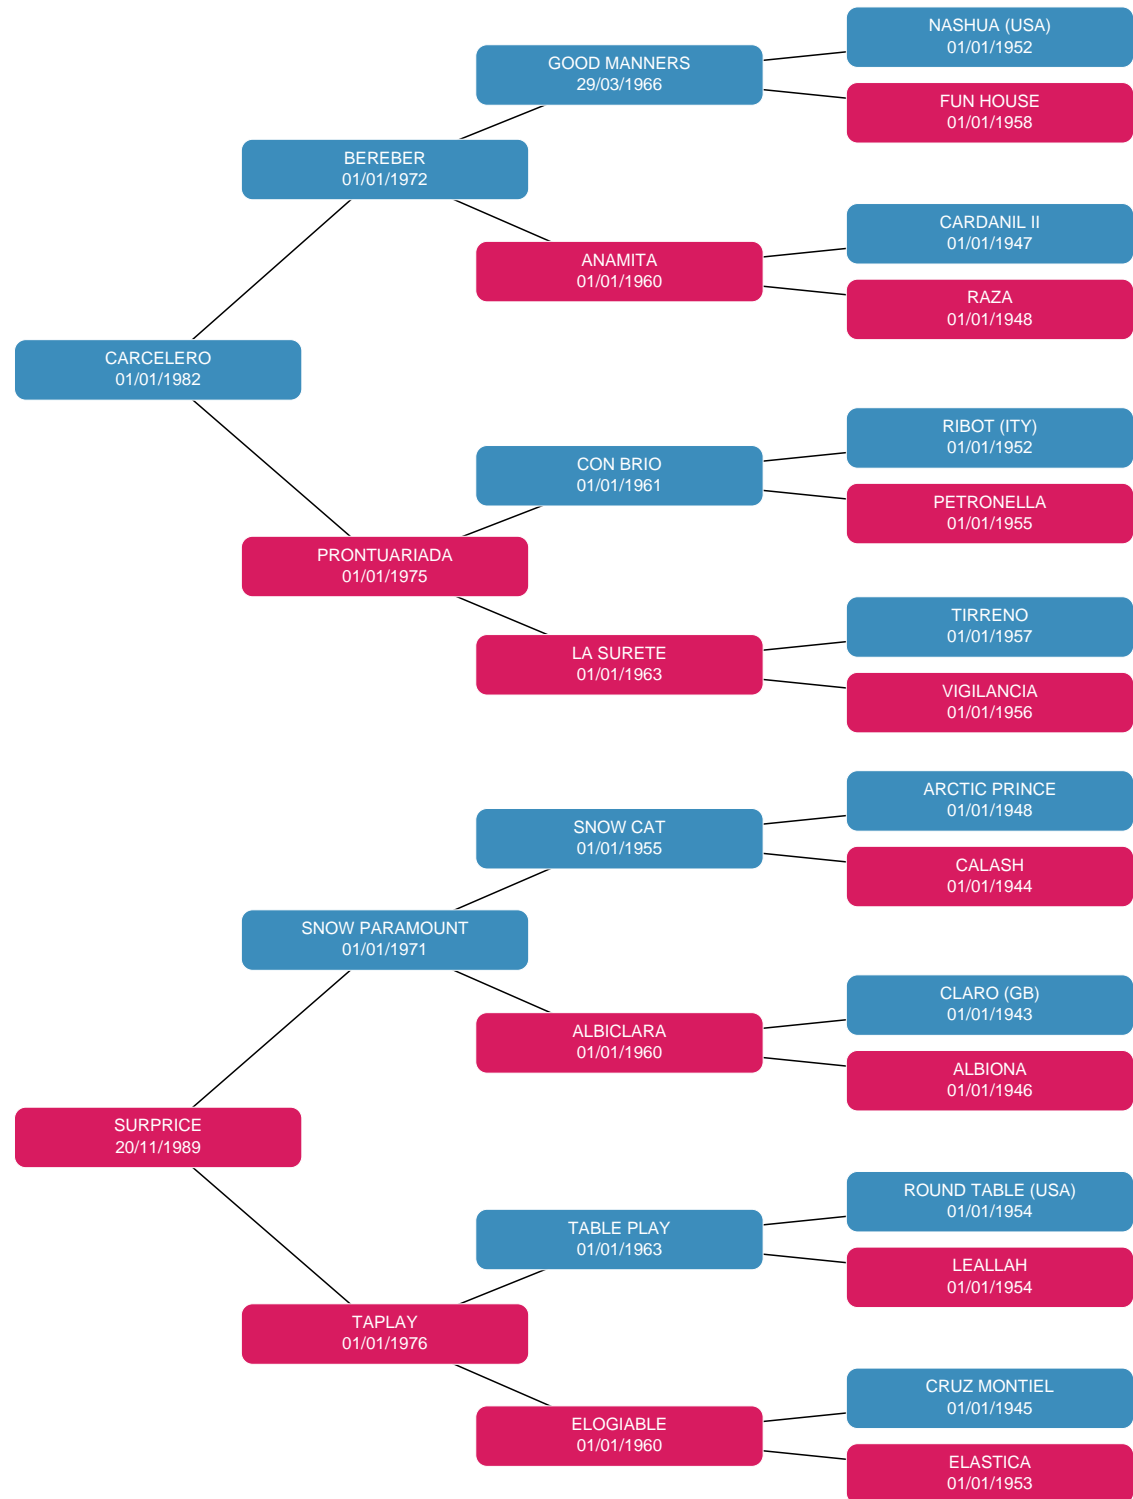 NASHUA (USA)
01/01/1952
GOOD MANNERS
29/03/1966
FUN HOUSE
01/01/1958
BEREBER
01/01/1972
CARDANIL II
01/01/1947
ANAMITA
01/01/1960
RAZA
01/01/1948
CARCELERO
01/01/1982
RIBOT (ITY)
01/01/1952
CON BRIO
01/01/1961
PETRONELLA
01/01/1955
PRONTUARIADA
01/01/1975
TIRRENO
01/01/1957
LA SURETE
01/01/1963
VIGILANCIA
01/01/1956
ARCTIC PRINCE
01/01/1948
SNOW CAT
01/01/1955
CALASH
01/01/1944
SNOW PARAMOUNT
01/01/1971
CLARO (GB)
01/01/1943
ALBICLARA
01/01/1960
ALBIONA
01/01/1946
SURPRICE
20/11/1989
ROUND TABLE (USA)
01/01/1954
TABLE PLAY
01/01/1963
LEALLAH
01/01/1954
TAPLAY
01/01/1976
CRUZ MONTIEL
01/01/1945
ELOGIABLE
01/01/1960
ELASTICA
01/01/1953